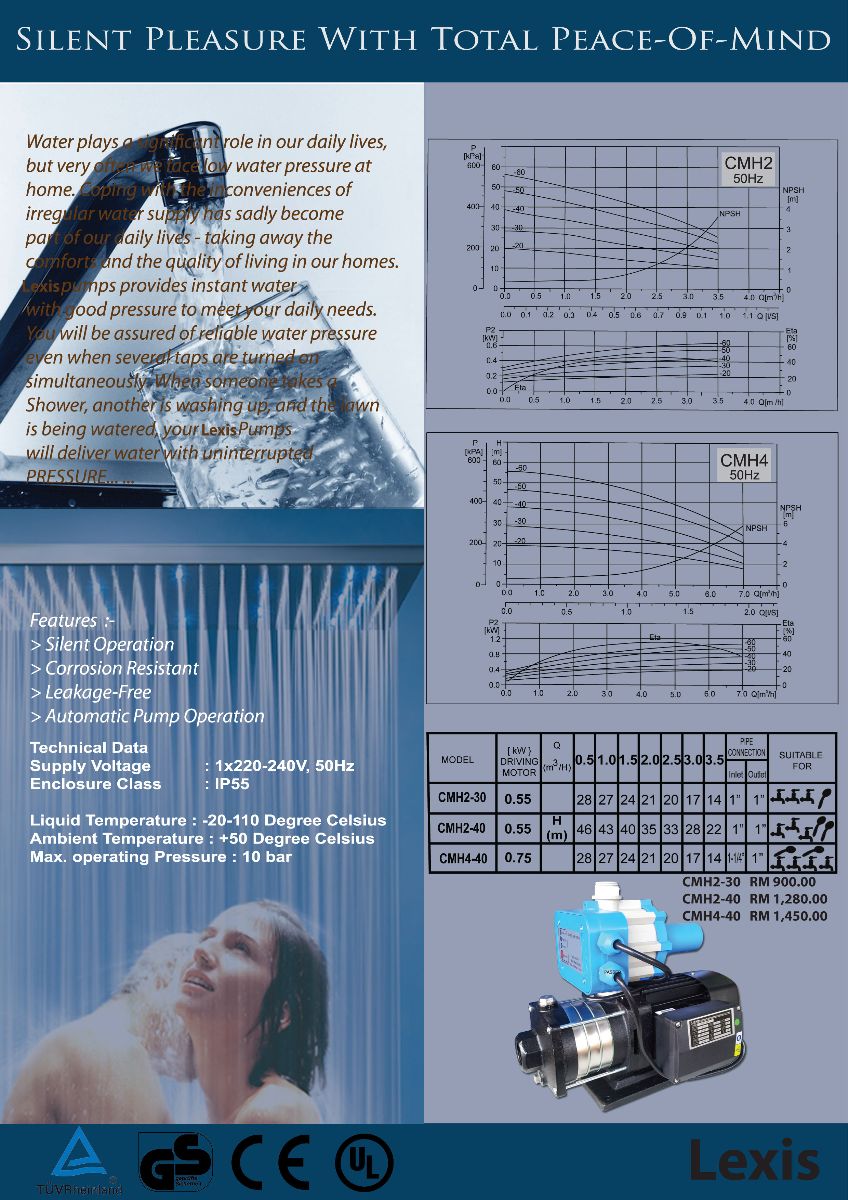 SILENT PLEASURE WITH TOTAL PEACE-OF-MIND
Water plays a significant role in our daily lives,
but very often we face low water pressure at
home. Coping with the inconveniences of
irregular water supply has sadly become
part of our daily lives - taking away the
comforts and the quality of living in our homes.
Lexis pumps provides instant water
with good pressure to meet your daily needs.
You will be assured of reliable water pressure
even when several taps are turned on
simultaneously. When someone takes a
Shower, another is washing up, and the lawn
is being watered, your Lexis Pumps
will deliver water with uninterrupted
PRESSURE... ...
Features :-
> Silent Operation
> Corrosion Resistant
> Leakage-Free
> Automatic Pump Operation
Technical Data
Supply Voltage : 1x220-240V, 50Hz
Enclosure Class : IP55
Liquid Temperature : -20-110 Degree Celsius
Ambient Temperature : +50 Degree Celsius
Max. operating Pressure : 10 bar
CMH2
50Hz
P
[kPa]
600
400
200
0
60
50
40
30
20
10
0
-60
-50
-40
-30
-20
NPSH
NPSH
[m]
4
3
2
1
0
0.0 0.5 1.0 1.5 2.0 2.5 3.0 3.5 4.0 Q[m³/h]
0.0 0.1 0.2 0.3 0.4 0.5 0.6 0.7 0.9 0.1 1.0 1.1 Q [l/S]
P2
[kW]
0.6
0.4
0.2
0.0
Eta
-60
-50
-40
-30
-20
Eta
[%]
60
40
20
0
0.0 0.5 1.0 1.5 2.0 2.5 3.0 3.5 4.0 Q[m /h]
CMH4
50Hz
P
[kPA]
600
400
200
0
H
[m]
60
50
40
30
20
10
0
-60
-50
-40
-30
-20
NPSH
NPSH
[m]
6
4
2
0
0.0 1.0 2.0 3.0 4.0 5.0 6.0 7.0 Q[m³/h]
0.0 0.5 1.0 1.5 2.0 Q[l/S]
P2
[kW]
1.2
0.8
0.4
0.0
Eta
-60
-50
-40
-30
-20
Eta
[%]
60
40
20
0
0.0 1.0 2.0 3.0 4.0 5.0 6.0 7.0 Q[m³/h]
MODEL [ kW } DRIVING MOTOR Q (m³/H) 0.5 1.0 1.5 2.0 2.5 3.0 3.5 PIPE CONNECTION Inlet Outlet SUITABLE FOR
CMH2-30 0.55 28 27 24 21 20 17 14 1" 1"
CMH2-40 0.55 H (m) 46 43 40 35 33 28 22 1" 1"
CMH4-40 0.75 28 27 24 21 20 17 14 1-1/4" 1"
CMH2-30 RM 900.00
CMH2-40 RM 1,280.00
CMH4-40 RM 1,450.00
TÜVRheinland
GS
geprüfte
Sicherheit
CE
UL
Lexis